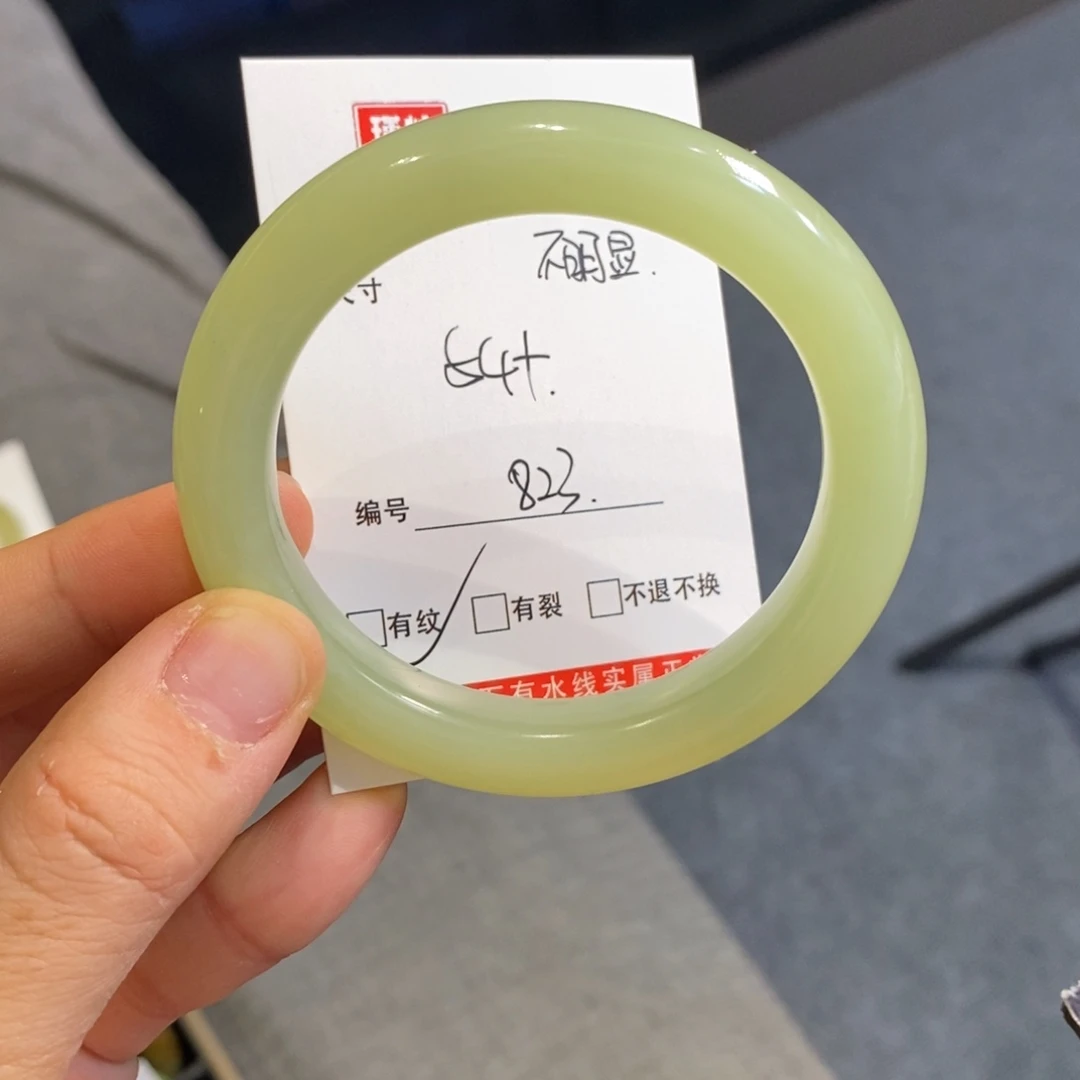 寸
不明显.
54+.
编号 823.
有纹 有裂 不退不换
有水线实属正